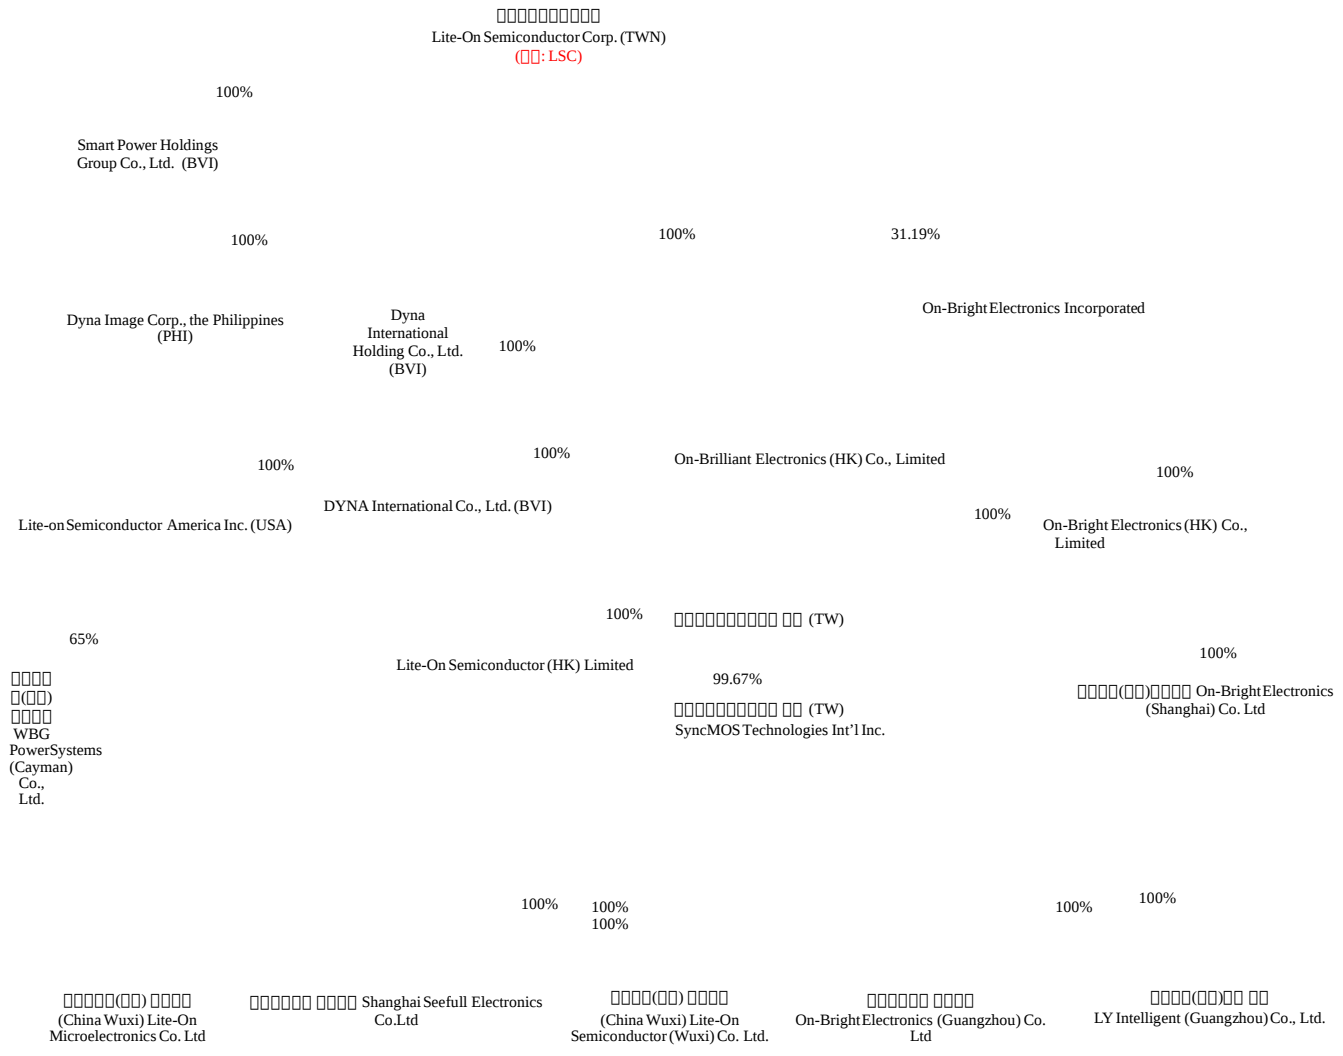 Lite-On Semiconductor Corp. (TWN)
: LSC)
100%
Smart Power Holdings
Group Co., Ltd. (BVI)
100%
100%
31.19%
Dyna Image Corp., the Philippines
(PHI)
Dyna
International
Holding Co., Ltd.
(BVI)
100%
On-Bright Electronics Incorporated
100%
100%
On-Brilliant Electronics (HK) Co., Limited
100%
Lite-on Semiconductor America Inc. (USA)
DYNA International Co., Ltd. (BVI)
100%
On-Bright Electronics (HK) Co.,
Limited
65%
100%
(TW)
Lite-On Semiconductor (HK) Limited
99.67%
100%
WBG
PowerSystems
(Cayman)
Co.,
Ltd.
(TW)
SyncMOS Technologies Int'l Inc.
On-Bright Electronics
(Shanghai) Co. Ltd
100%
100%
100%
100%
100%
(China Wuxi) Lite-On
Microelectronics Co. Ltd
Shanghai Seefull Electronics
Co.Ltd
(China Wuxi) Lite-On
Semiconductor (Wuxi) Co. Ltd.
On-Bright Electronics (Guangzhou) Co.
Ltd
LY Intelligent (Guangzhou) Co., Ltd.